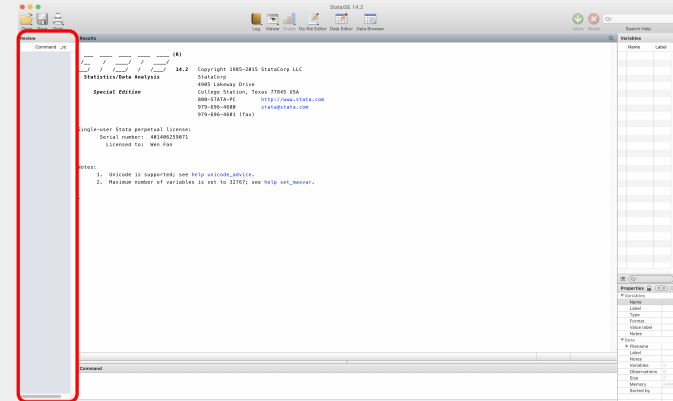 Stata/SE 14.2
Open Save Print
Log Viewer Graph Do-file Editor Data Editor Data Browser
More Break
Search Help
Review
Command _rc
Results
(R)
14.2 Copyright 1985-2015 StataCorp LLC
Statistics/Data Analysis StataCorp
4905 Lakeway Drive
Special Edition College Station, Texas 77845 USA
800-STATA-PC http://www.stata.com
979-696-4600 stata@stata.com
979-696-4601 (fax)
Single-user Stata perpetual license:
Serial number: 401406259071
Licensed to: Wen Fan
Notes:
1. Unicode is supported; see help unicode_advice.
2. Maximum number of variables is set to 32767; see help set_maxvar.
.
Command
Variables
Name Label
Properties
Variables
Name
Label
Type
Format
Value label
Notes
Data
Filename
Label
Notes
Variables 0
Observations 0
Size 0
Memory
Sorted by